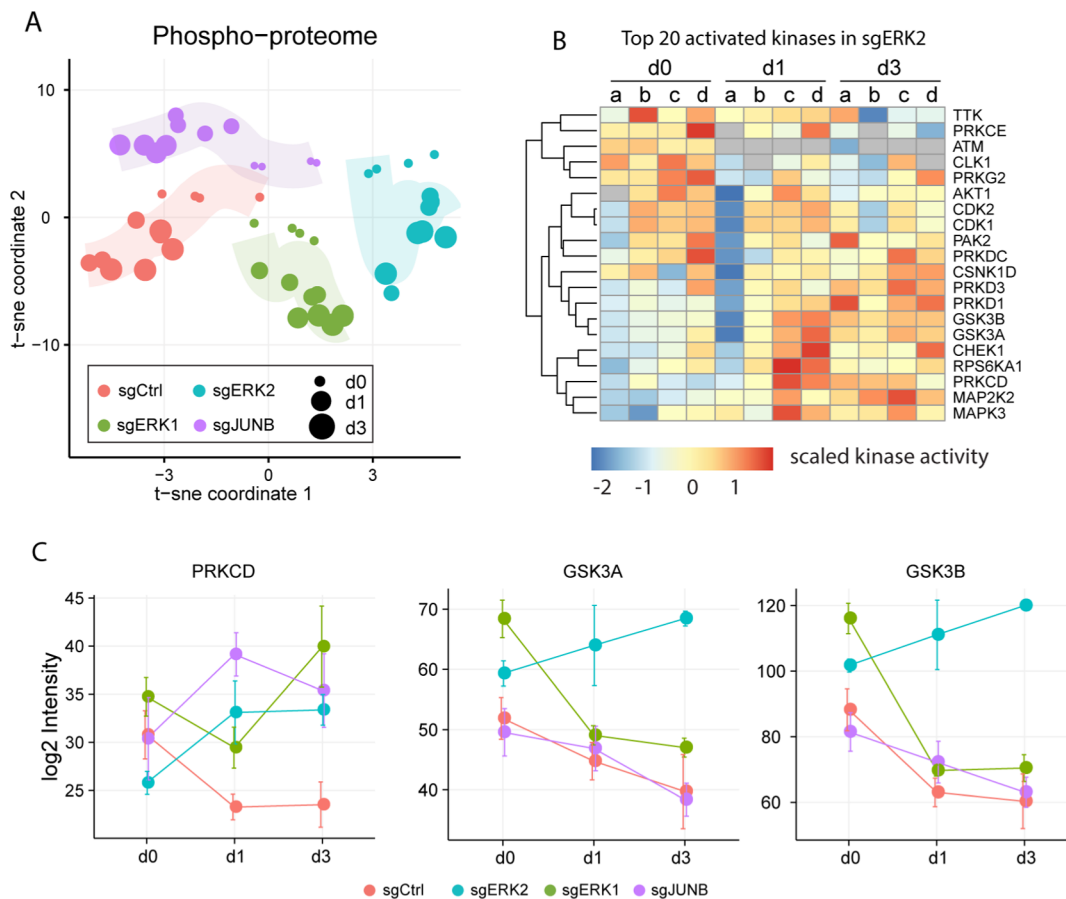 A
Phospho-proteome
10
0
-10
t-sne coordinate 2
-3
0
3
t-sne coordinate 1
sgCtrl
sgERK2
sgERK1
sgJUNB
d0
d1
d3
B
Top 20 activated kinases in sgERK2
d0 d1 d3
a b c d a b c d a b c d
TTK
PRKCE
ATM
CLK1
PRKG2
AKT1
CDK2
CDK1
PAK2
PRKDC
CSNK1D
PRKD3
PRKD1
GSK3B
GSK3A
CHEK1
RPS6KA1
PRKCD
MAP2K2
MAPK3
scaled kinase activity
-2 -1 0 1
C
PRKCD
45
40
35
30
25
log2 Intensity
d0 d1 d3
GSK3A
70
60
50
40
d0 d1 d3
GSK3B
120
100
80
60
d0 d1 d3
sgCtrl sgERK2 sgERK1 sgJUNB